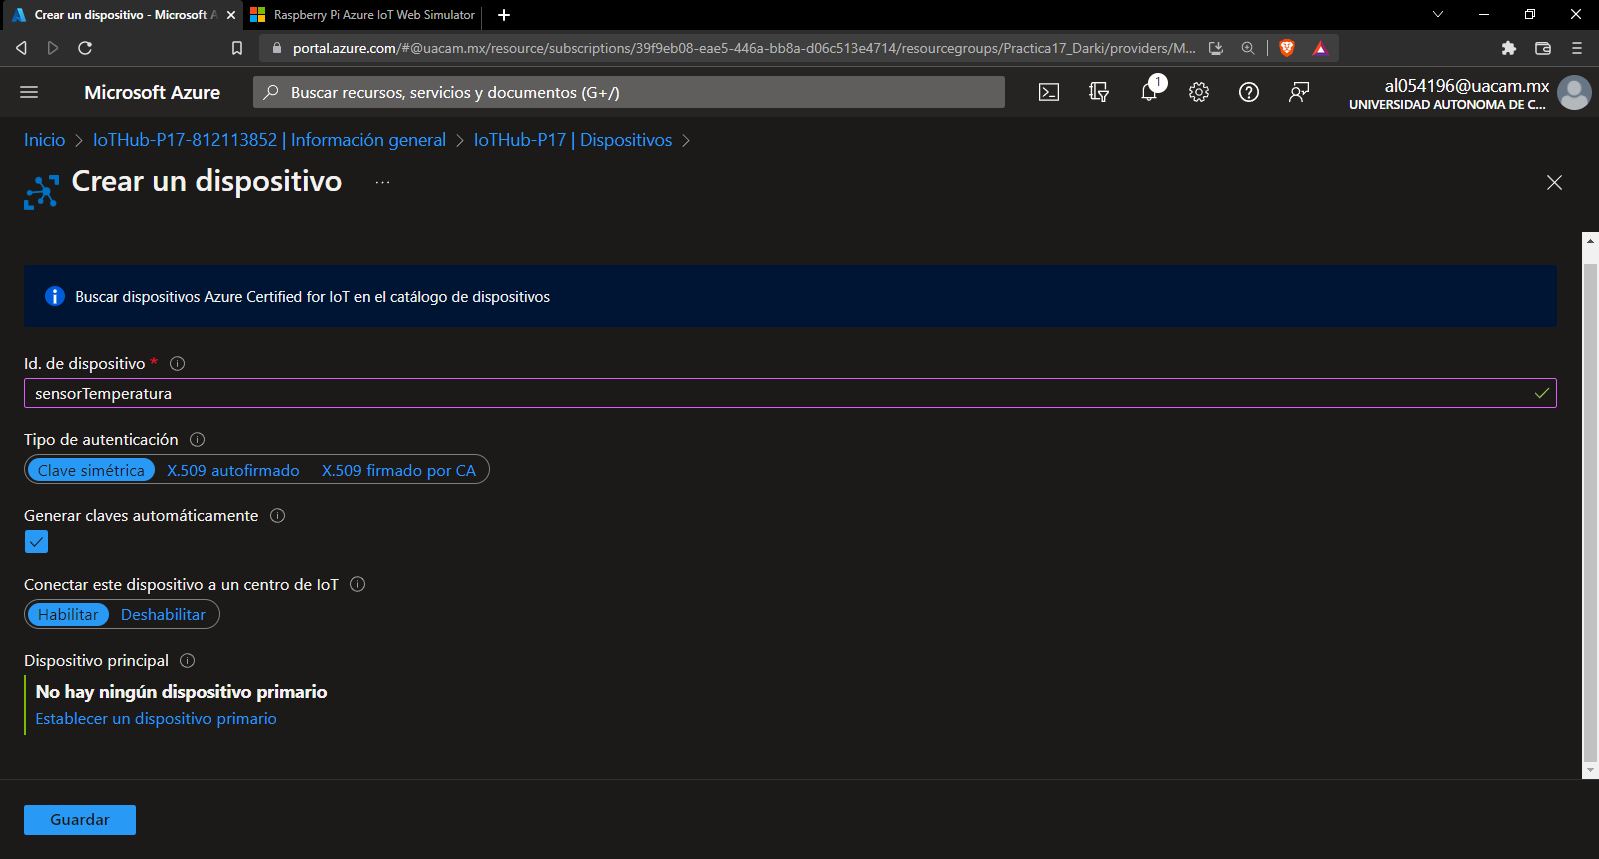 Crear un dispositivo - Microsoft A
Raspberry Pi Azure IoT Web Simulator
portal.azure.com/#@uacam.mx/resource/subscriptions/39f9eb08-eae5-446a-bb8a-d06c513e4714/resourcegroups/Practica17_Darki/providers/M...
Microsoft Azure
Buscar recursos, servicios y documentos (G+/)
1
al054196@uacam.mx
UNIVERSIDAD AUTONOMA DE C...
Inicio > IoTHub-P17-812113852 | Información general > IoTHub-P17 | Dispositivos >
Crear un dispositivo ...
Buscar dispositivos Azure Certified for IoT en el catálogo de dispositivos
Id. de dispositivo *
sensorTemperatura
Tipo de autenticación
Clave simétrica X.509 autofirmado X.509 firmado por CA
Generar claves automáticamente
Conectar este dispositivo a un centro de IoT
Habilitar Deshabilitar
Dispositivo principal
No hay ningún dispositivo primario
Establecer un dispositivo primario
Guardar